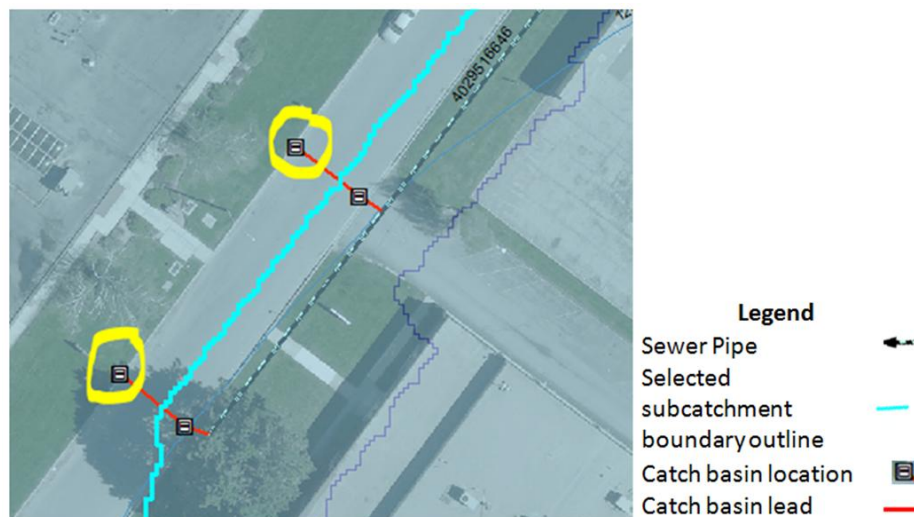 4029516646
Legend
Sewer Pipe
Selected
subcatchment
boundary outline
Catch basin location
Catch basin lead